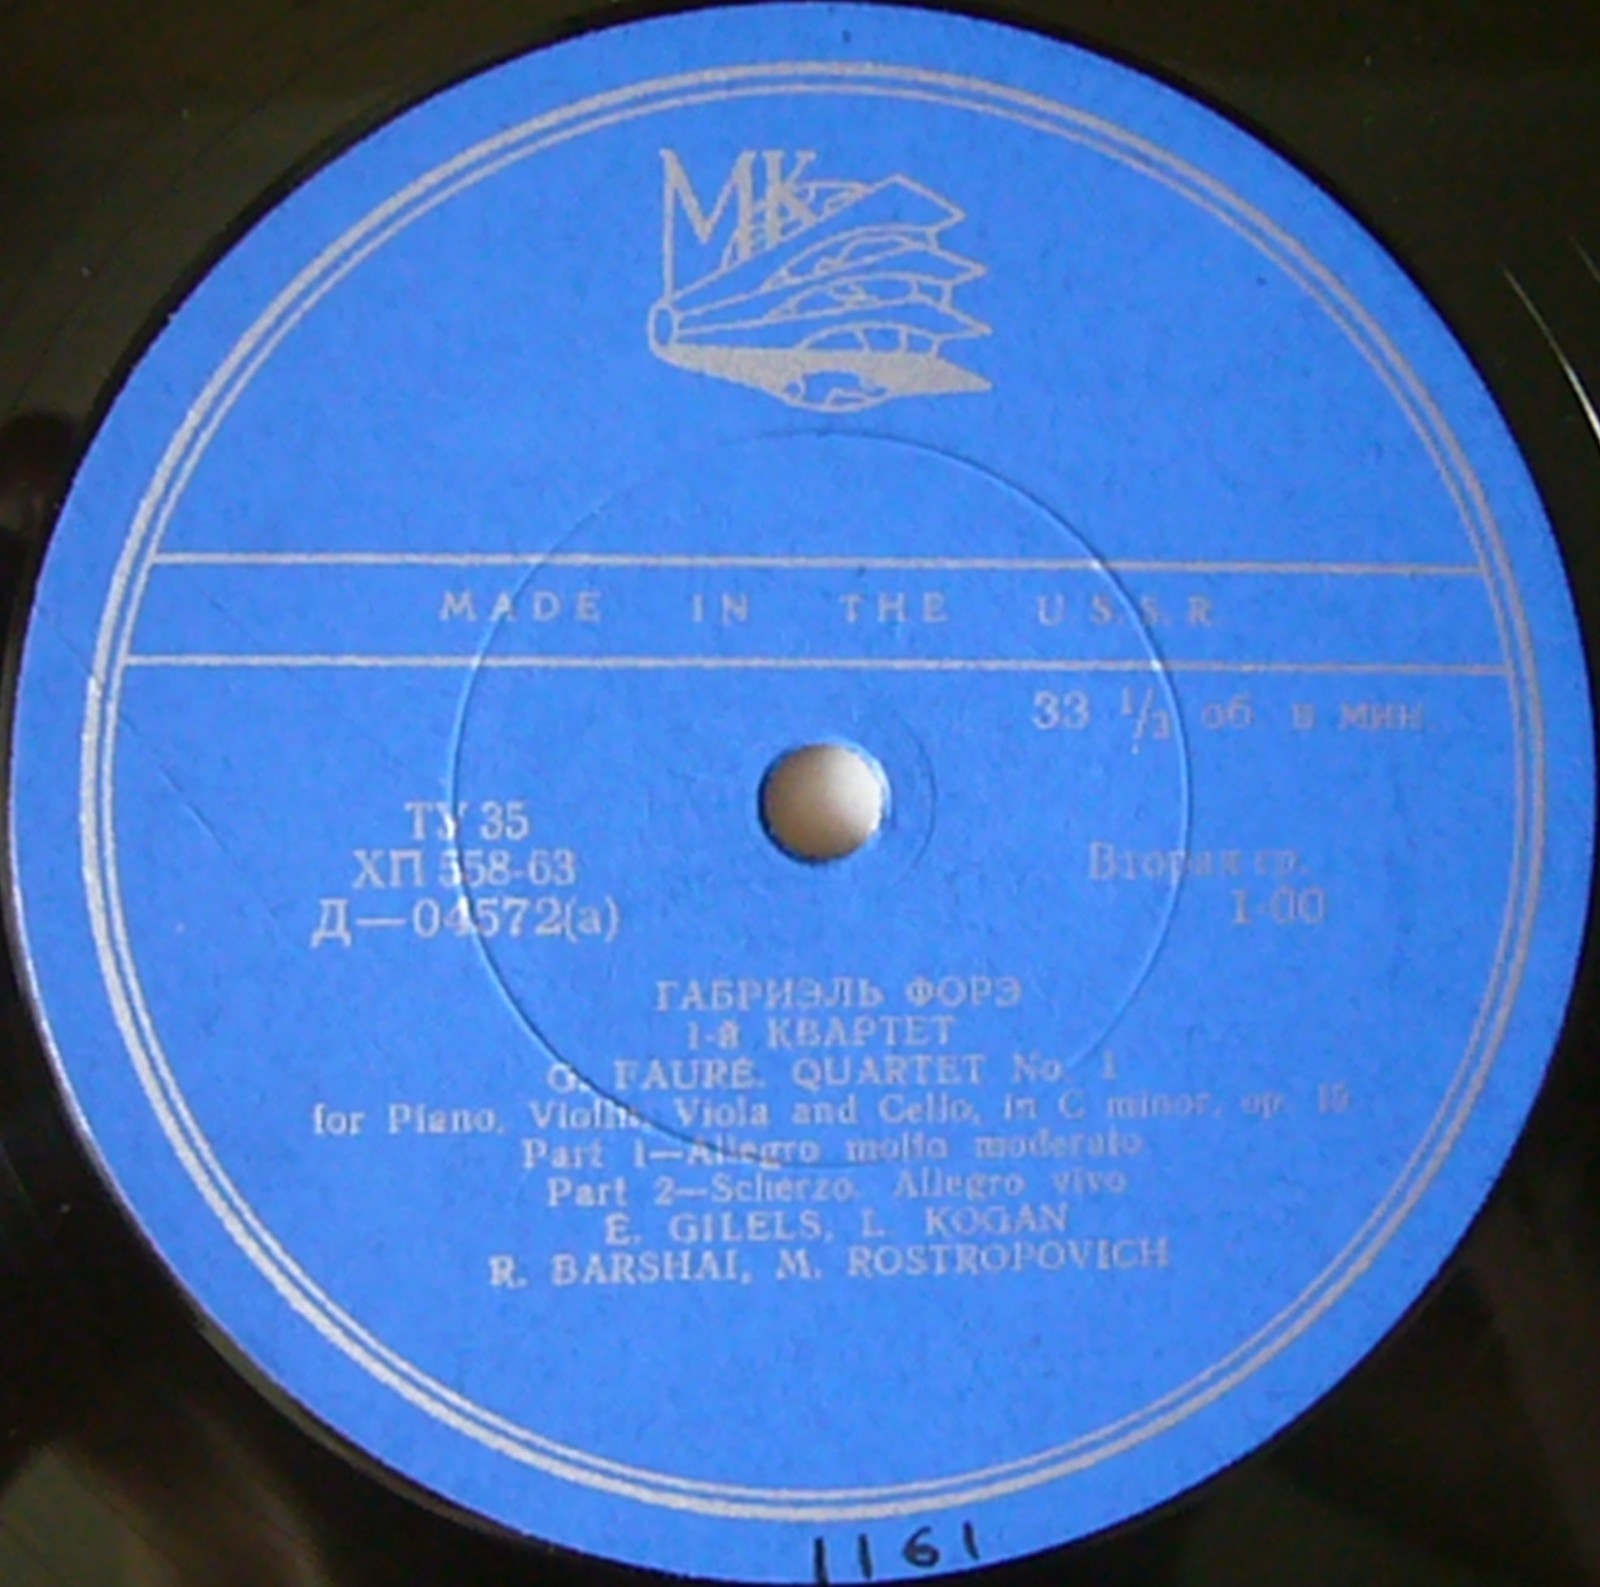 МК
MADE IN THE U.S.S.R.
33 1/3 об. в мин.
ТУ 35
ХП 558-63
Д—04572(а)
Вторая гр.
1-00
ГАБРИЭЛЬ ФОРЭ
1-й КВАРТЕТ
G. FAURÉ. QUARTET No. 1
for Piano, Violin, Viola and Cello, in C minor, op. 15
Part 1—Allegro molto moderato
Part 2—Scherzo. Allegro vivo
E. GILELS, L. KOGAN
R. BARSHAI, M. ROSTROPOVICH
1161